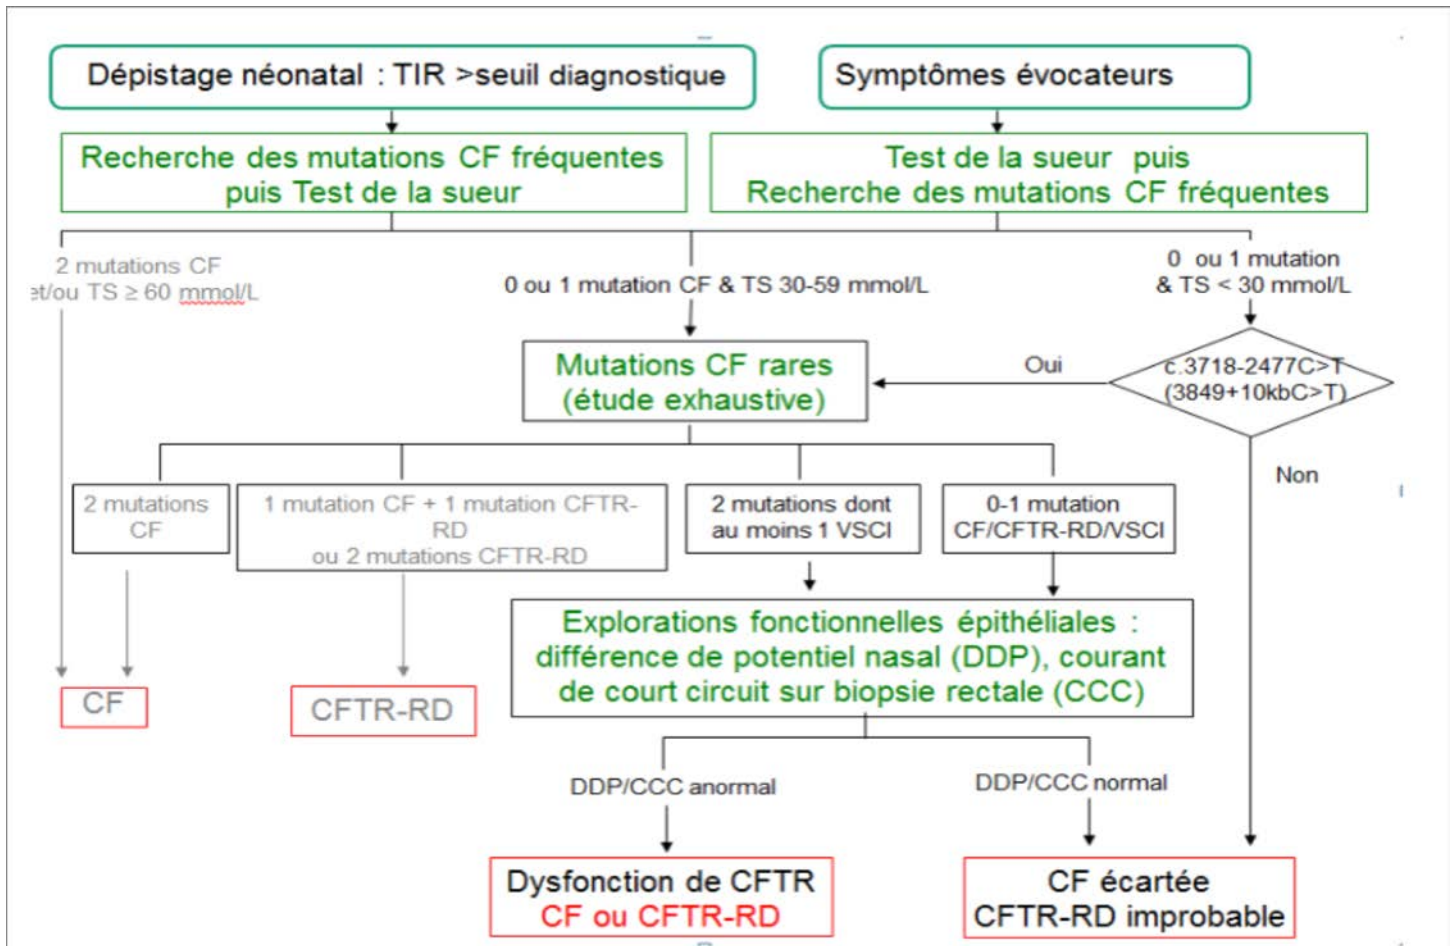 Dépistage néonatal : TIR >seuil diagnostique
Symptômes évocateurs
Recherche des mutations CF fréquentes
puis Test de la sueur
Test de la sueur puis
Recherche des mutations CF fréquentes
2 mutations CF
et/ou TS ≥ 60 mmol/L
0 ou 1 mutation CF & TS 30-59 mmol/L
0 ou 1 mutation
& TS < 30 mmol/L
Mutations CF rares
(étude exhaustive)
Oui
c.3718-2477C>T
(3849+10kbC>T)
Non
2 mutations
CF
1 mutation CF + 1 mutation CFTR-
RD
ou 2 mutations CFTR-RD
2 mutations dont
au moins 1 VSCI
0-1 mutation
CF/CFTR-RD/VSCI
Explorations fonctionnelles épithéliales :
différence de potentiel nasal (DDP), courant
de court circuit sur biopsie rectale (CCC)
CF
CFTR-RD
DDP/CCC anormal
DDP/CCC normal
Dysfonction de CFTR
CF ou CFTR-RD
CF écartée
CFTR-RD improbable